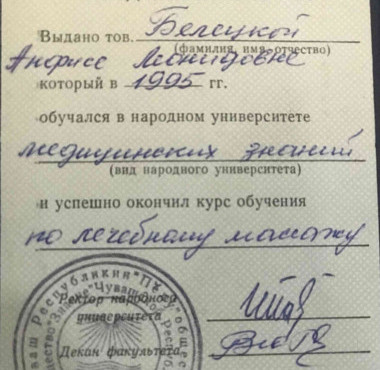 Выдано тов. Белецкой
(фамилия, имя, отчество)
Анфисе Леонидовне
который в 1995 гг.
обучался в народном университете
медицинских знаний
(вид народного университета)
и успешно окончил курс обучения
по лечебному массажу
Ректор народного
университета
Декан факультета